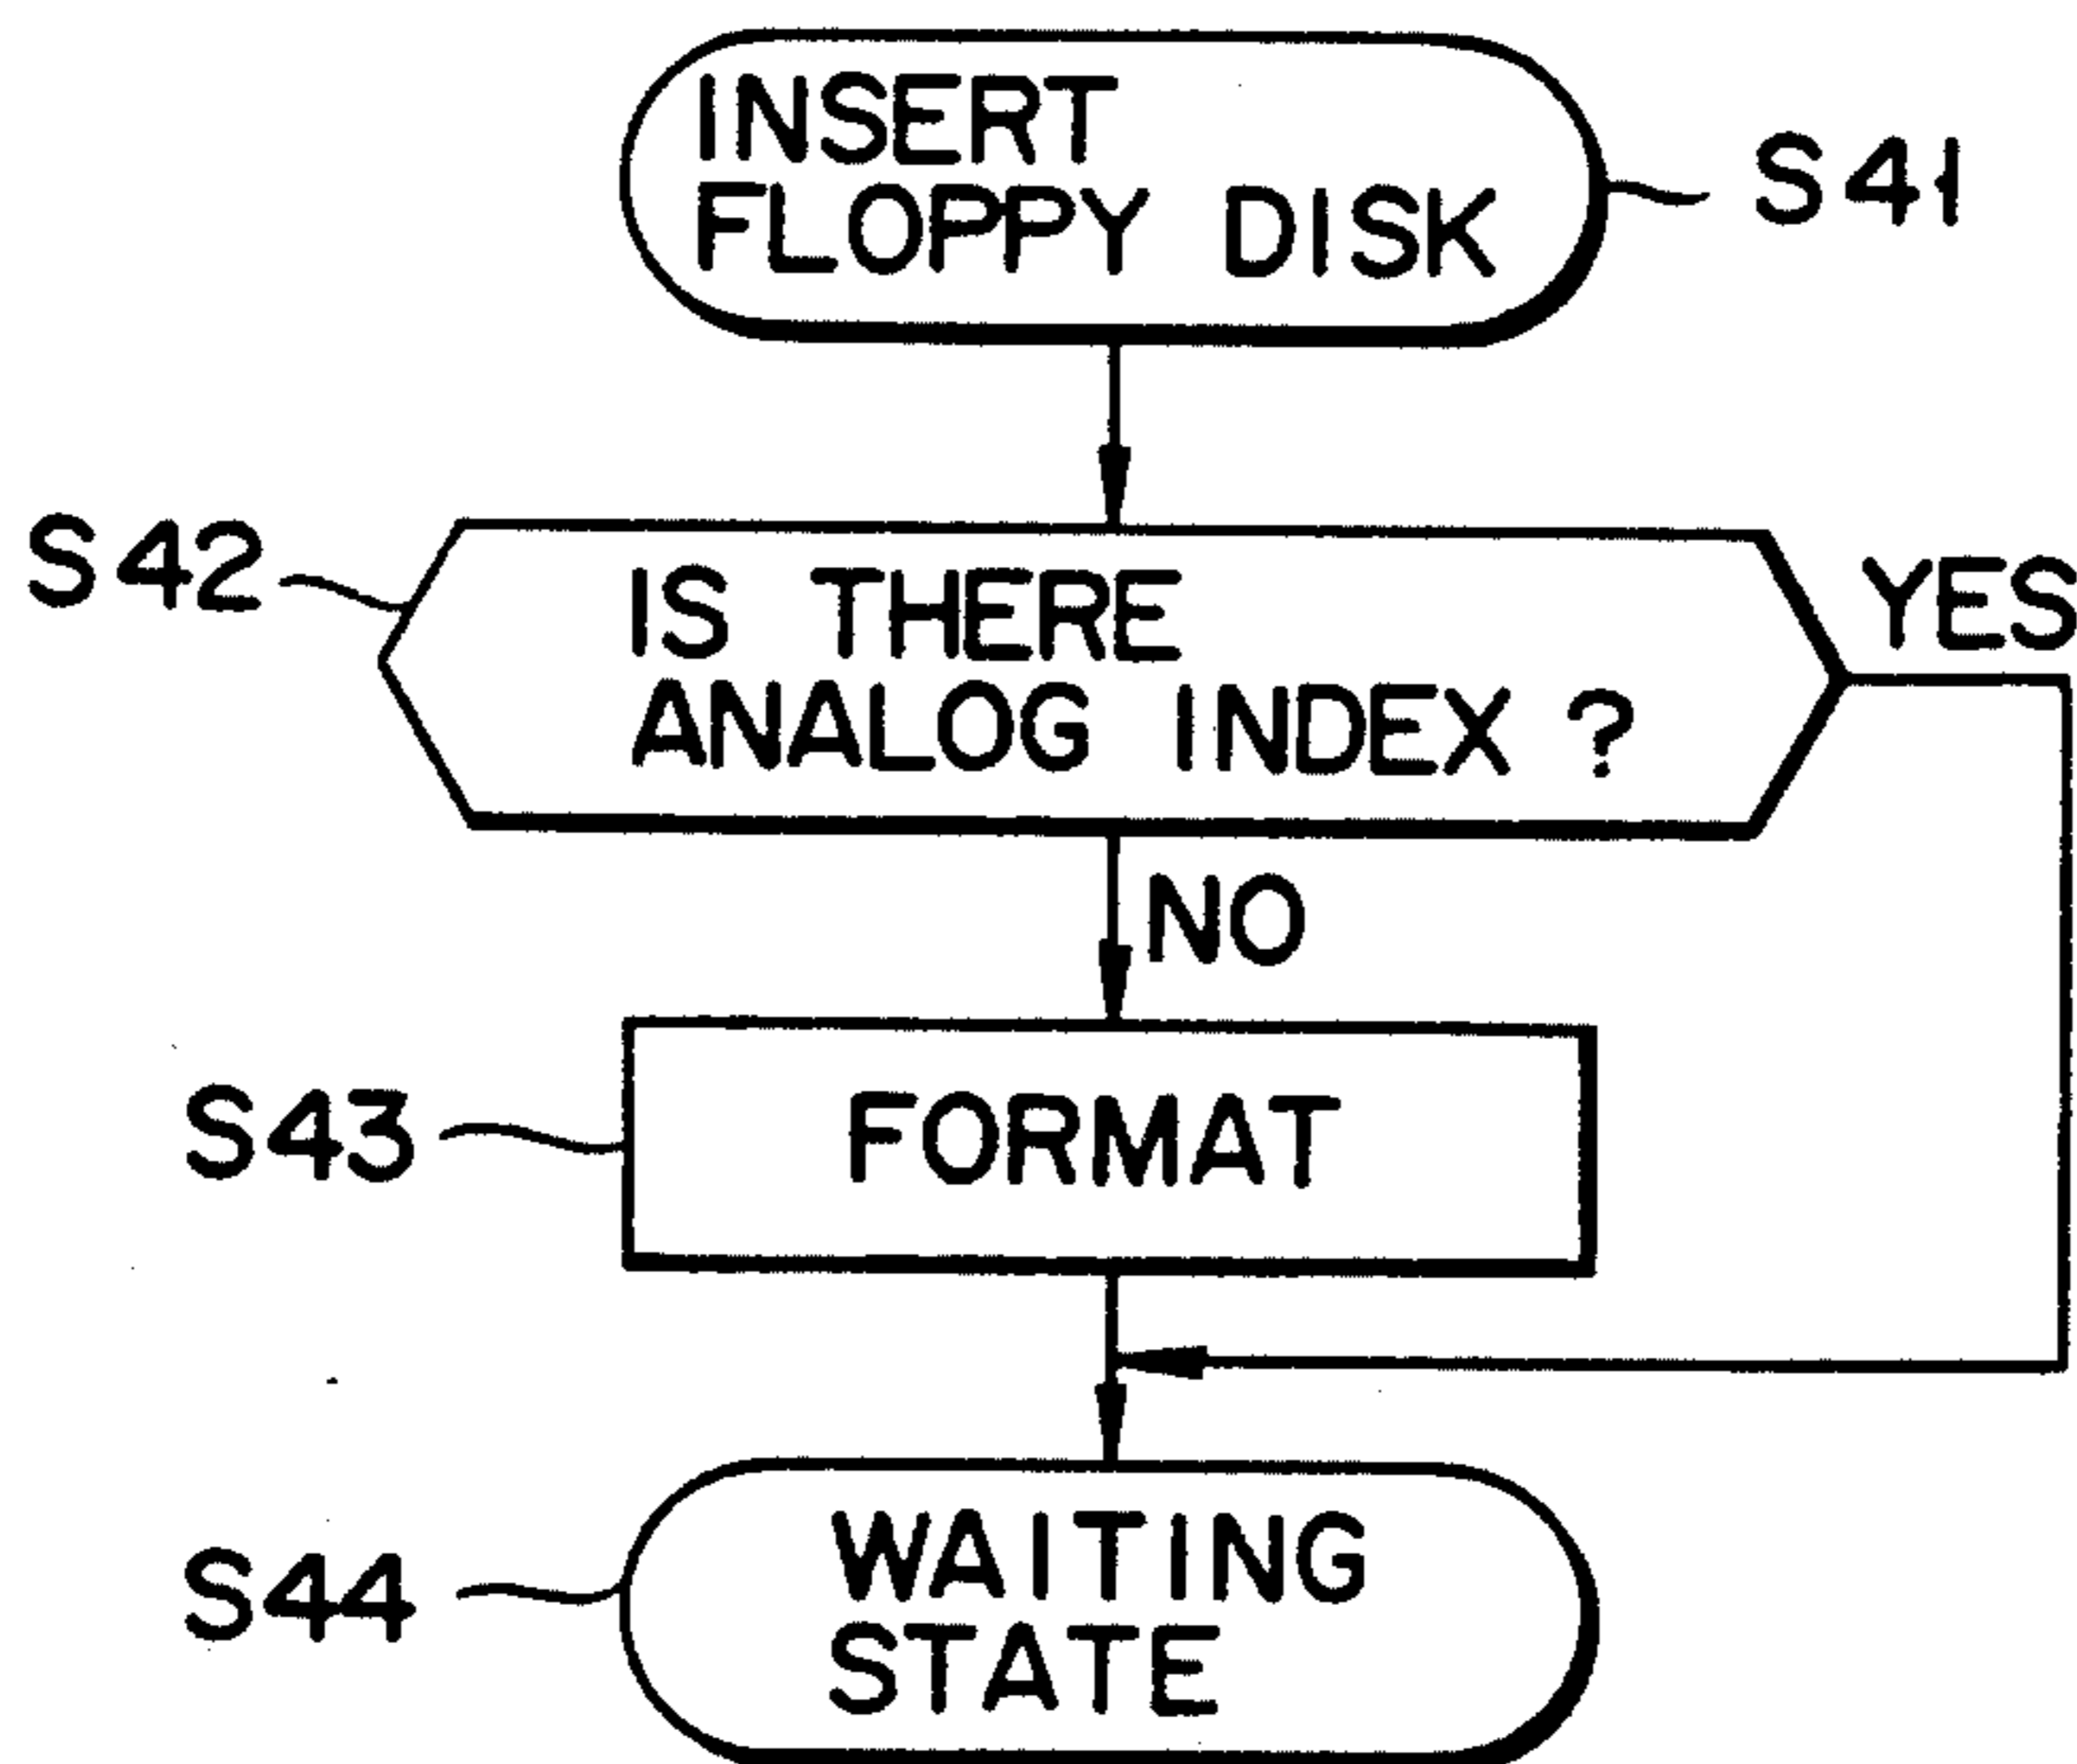 INSERT
FLOPPY DISK
S41
S42
IS THERE
ANALOG INDEX ?
YES
NO
S43
FORMAT
S44
WAITING
STATE